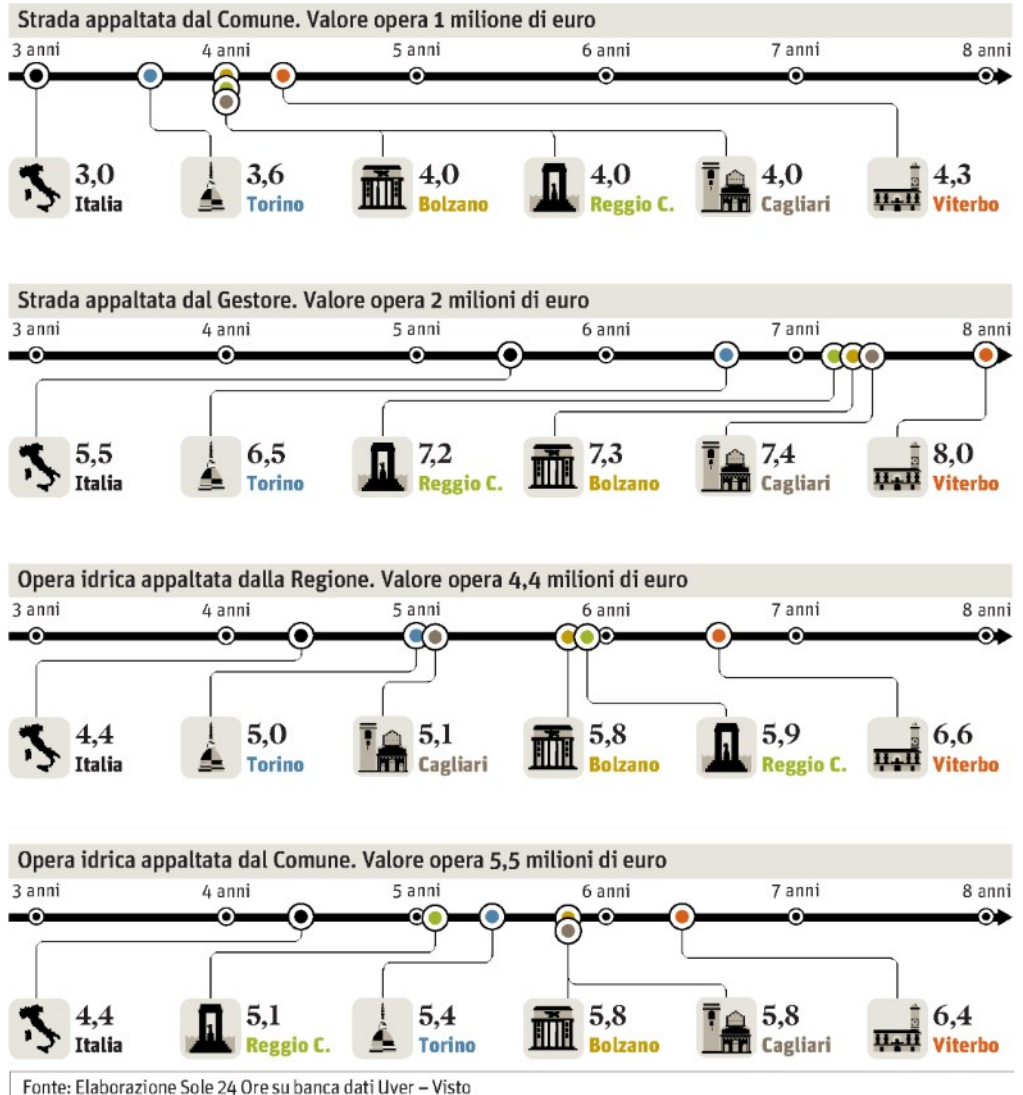 Strada appaltata dal Comune. Valore opera 1 milione di euro
3 anni 4 anni 5 anni 6 anni 7 anni 8 anni
3,0 3,6 4,0 4,0 4,0 4,3
Italia Torino Bolzano Reggio C. Cagliari Viterbo
Strada appaltata dal Gestore. Valore opera 2 milioni di euro
3 anni 4 anni 5 anni 6 anni 7 anni 8 anni
5,5 6,5 7,2 7,3 7,4 8,0
Italia Torino Reggio C. Bolzano Cagliari Viterbo
Opera idrica appaltata dalla Regione. Valore opera 4,4 milioni di euro
3 anni 4 anni 5 anni 6 anni 7 anni 8 anni
4,4 5,0 5,1 5,8 5,9 6,6
Italia Torino Cagliari Bolzano Reggio C. Viterbo
Opera idrica appaltata dal Comune. Valore opera 5,5 milioni di euro
3 anni 4 anni 5 anni 6 anni 7 anni 8 anni
4,4 5,1 5,4 5,8 5,8 6,4
Italia Reggio C. Torino Bolzano Cagliari Viterbo
Fonte: Elaborazione Sole 24 Ore su banca dati Uver – Visto